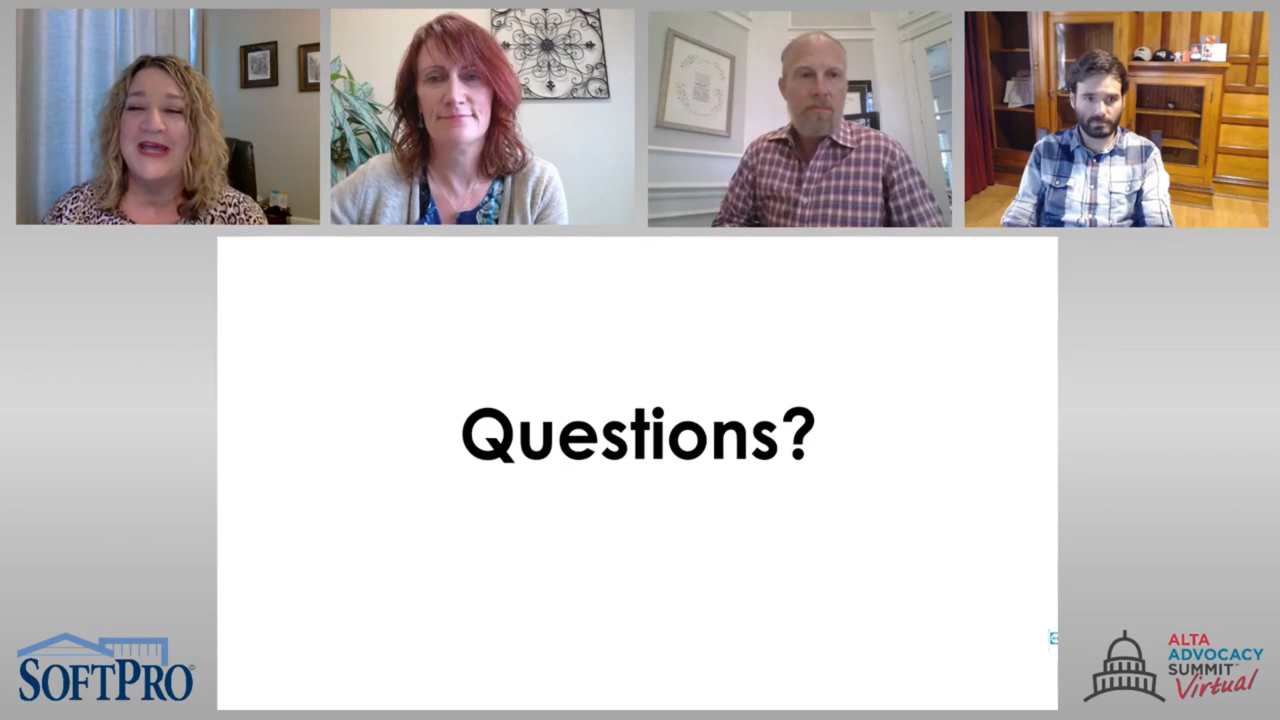 Questions?
SOFTPRO
ALTA
ADVOCACY
SUMMIT
Virtual